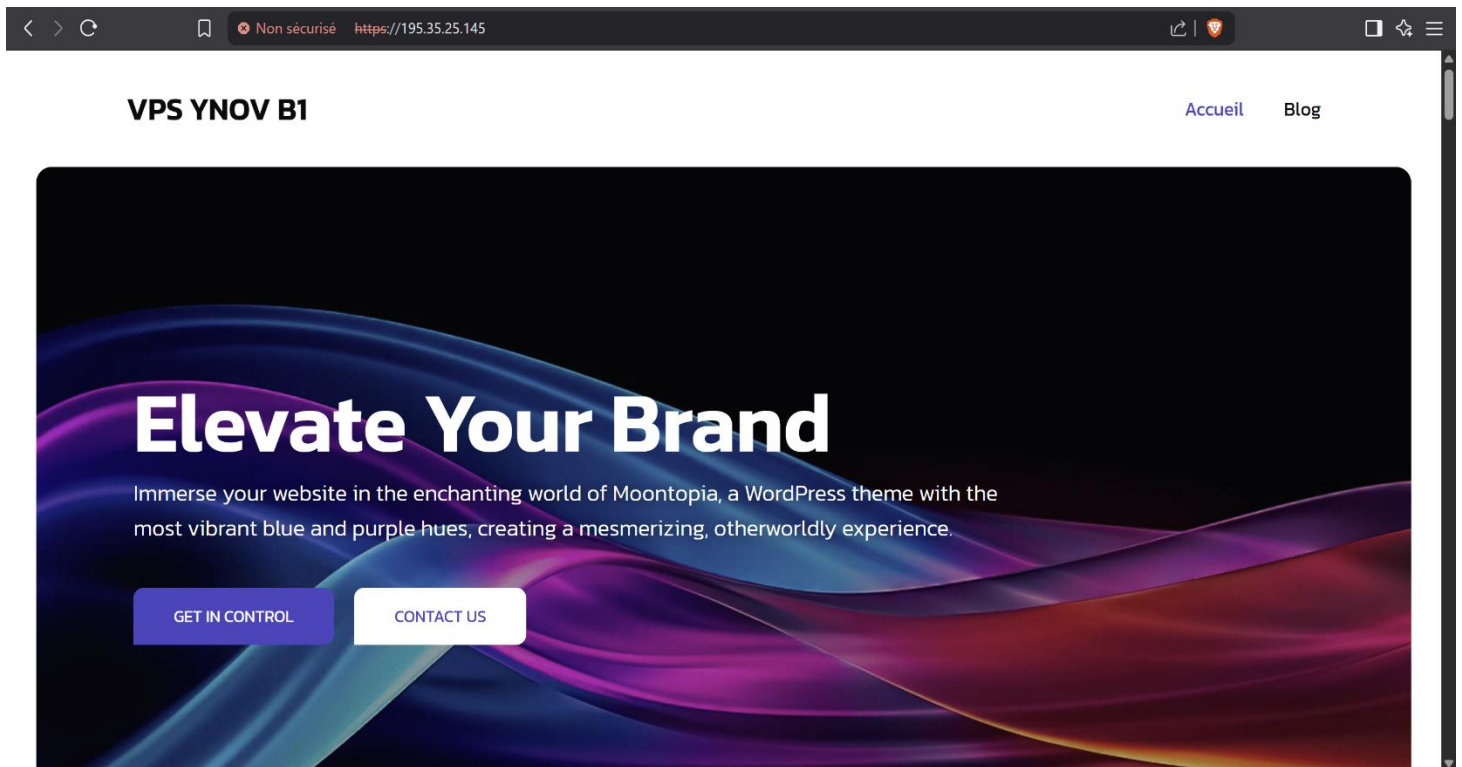 Non sécurisé https://195.35.25.145
VPS YNOV B1
Accueil Blog
Elevate Your Brand
Immerse your website in the enchanting world of Moontopia, a WordPress theme with the
most vibrant blue and purple hues, creating a mesmerizing, otherworldly experience.
GET IN CONTROL CONTACT US